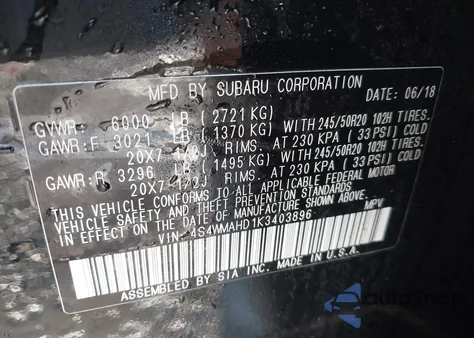 MFD BY SUBARU CORPORATION DATE: 06/18
GVWR: 6000 LB (2721 KG)
GAWR:F 3021 LB (1370 KG) WITH 245/50R20 102H TIRES.
20X7-1/2J RIMS. AT 230 KPA (33PSI) COLD
GAWR:R 3296 LB (1495 KG) WITH 245/50R20 102H TIRES.
20X7-1/2J RIMS. AT 230 KPA (33PSI) COLD
THIS VEHICLE CONFORMS TO ALL APPLICABLE FEDERAL MOTOR
VEHICLE SAFETY AND THEFT PREVENTION STANDARDS
IN EFFECT ON THE DATE OF MANUFACTURE SHOWN ABOVE.
VIN-4S4WMAHD1K3403896 MPV
ASSEMBLED BY SIA INC. MADE IN U.S.A.